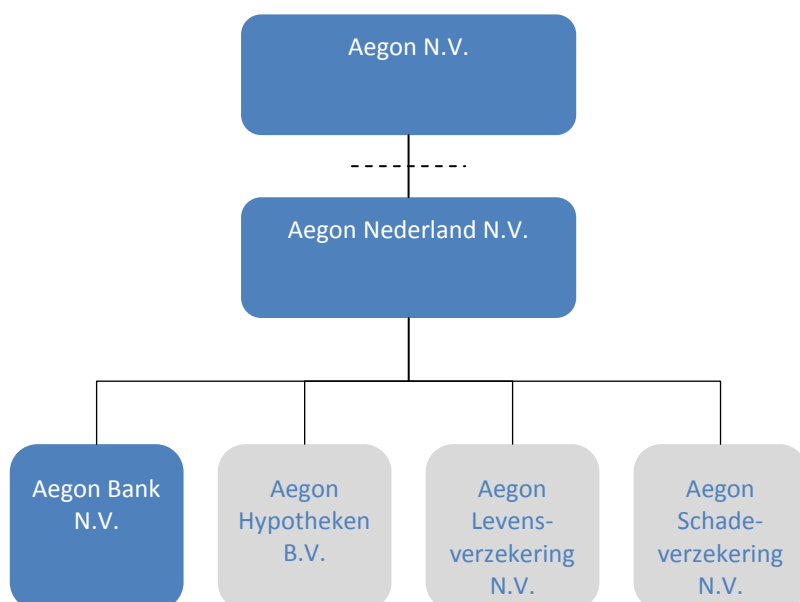 Aegon N.V.
Aegon Nederland N.V.
Aegon Bank
N.V.
Aegon
Hypotheken
B.V.
Aegon
Levens-
verzekering
N.V.
Aegon
Schade-
verzekering
N.V.